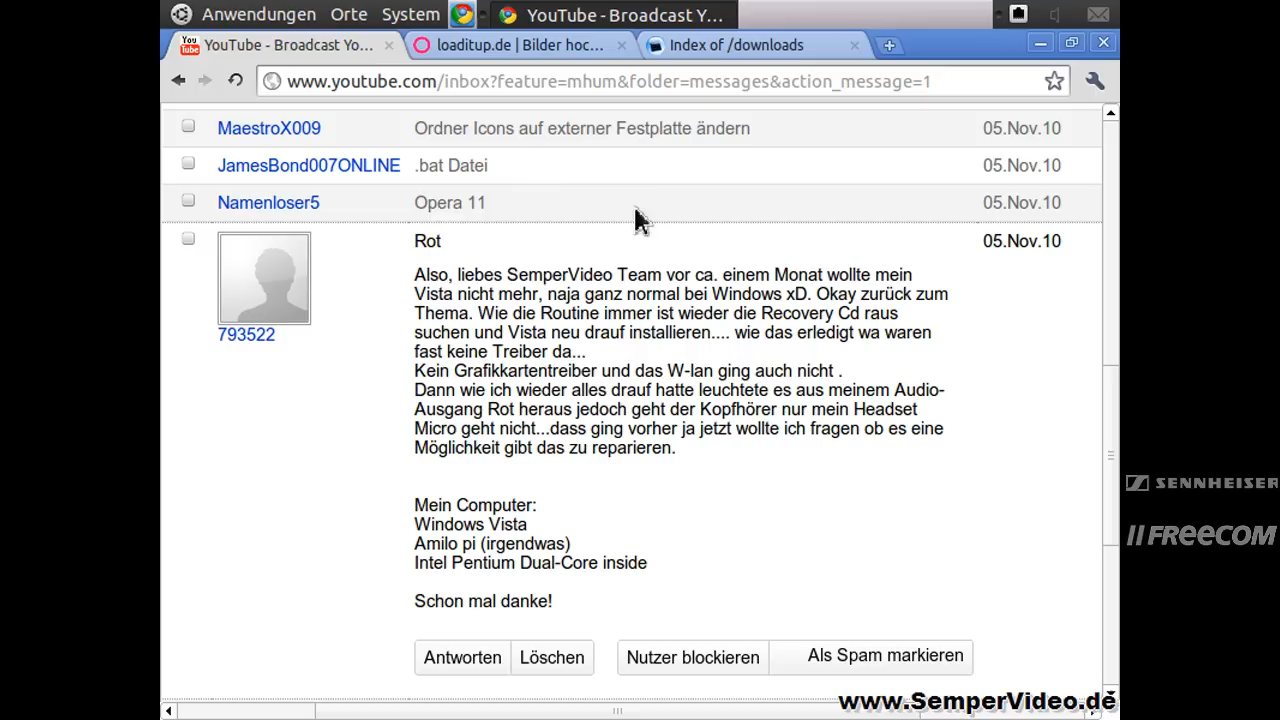 Anwendungen Orte System YouTube - Broadcast Y...
You Tube YouTube - Broadcast Yo... loaditup.de | Bilder hoc... Index of /downloads
www.youtube.com/inbox?feature=mhum&folder=messages&action_message=1
MaestroX009 Ordner Icons auf externer Festplatte ändern 05.Nov.10
JamesBond007ONLINE .bat Datei 05.Nov.10
Namenloser5 Opera 11 05.Nov.10
Rot 05.Nov.10
Also, liebes SemperVideo Team vor ca. einem Monat wollte mein
Vista nicht mehr, naja ganz normal bei Windows xD. Okay zurück zum
Thema. Wie die Routine immer ist wieder die Recovery Cd raus
suchen und Vista neu drauf installieren.... wie das erledigt wa waren
fast keine Treiber da...
Kein Grafikkartentreiber und das W-lan ging auch nicht .
Dann wie ich wieder alles drauf hatte leuchtete es aus meinem Audio-
Ausgang Rot heraus jedoch geht der Kopfhörer nur mein Headset
Micro geht nicht...dass ging vorher ja jetzt wollte ich fragen ob es eine
Möglichkeit gibt das zu reparieren.
793522
Mein Computer:
Windows Vista
Amilo pi (irgendwas)
Intel Pentium Dual-Core inside
Schon mal danke!
Antworten Löschen Nutzer blockieren Als Spam markieren
SENNHEISER
FREECOM
www.SemperVideo.de